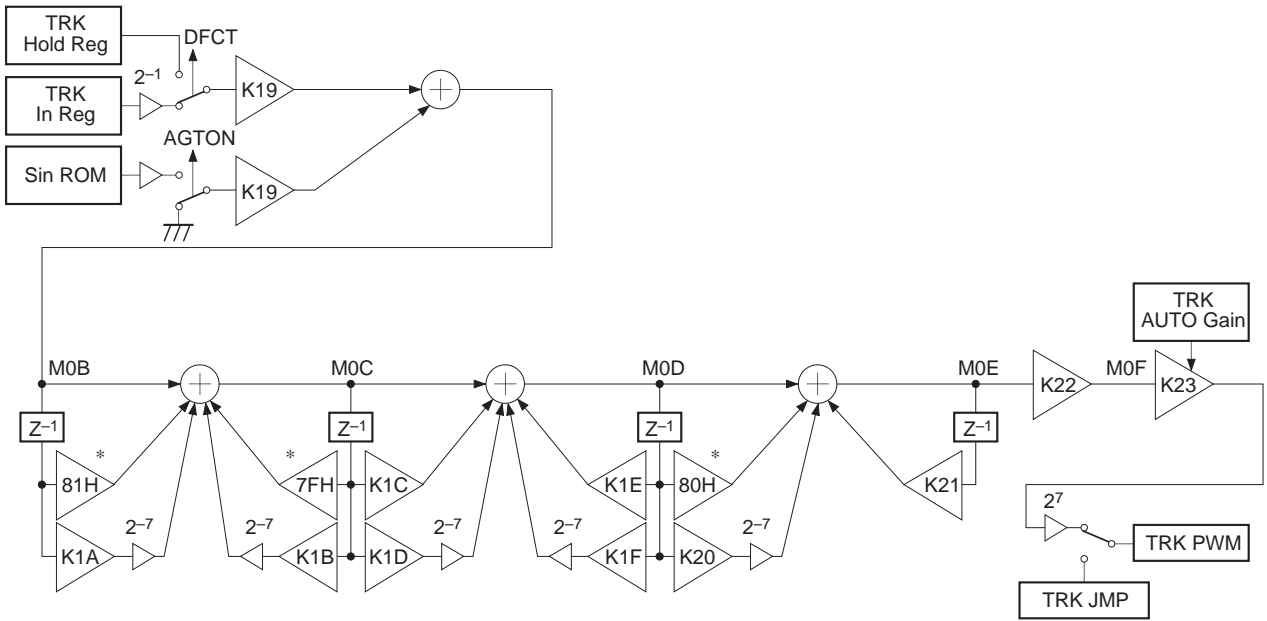 TRK
Hold Reg
DFCT
2–1
TRK
In Reg
K19
+
AGTON
Sin ROM
K19
TRK
AUTO Gain
M0B
+
M0C
+
M0D
+
M0E
K22
M0F
K23
Z–1
Z–1
Z–1
Z–1
81H
*
*
7FH
K1C
K1E
80H
*
K21
K1A
2–7
2–7
K1B
K1D
2–7
2–7
K1F
K20
2–7
27
TRK PWM
TRK JMP